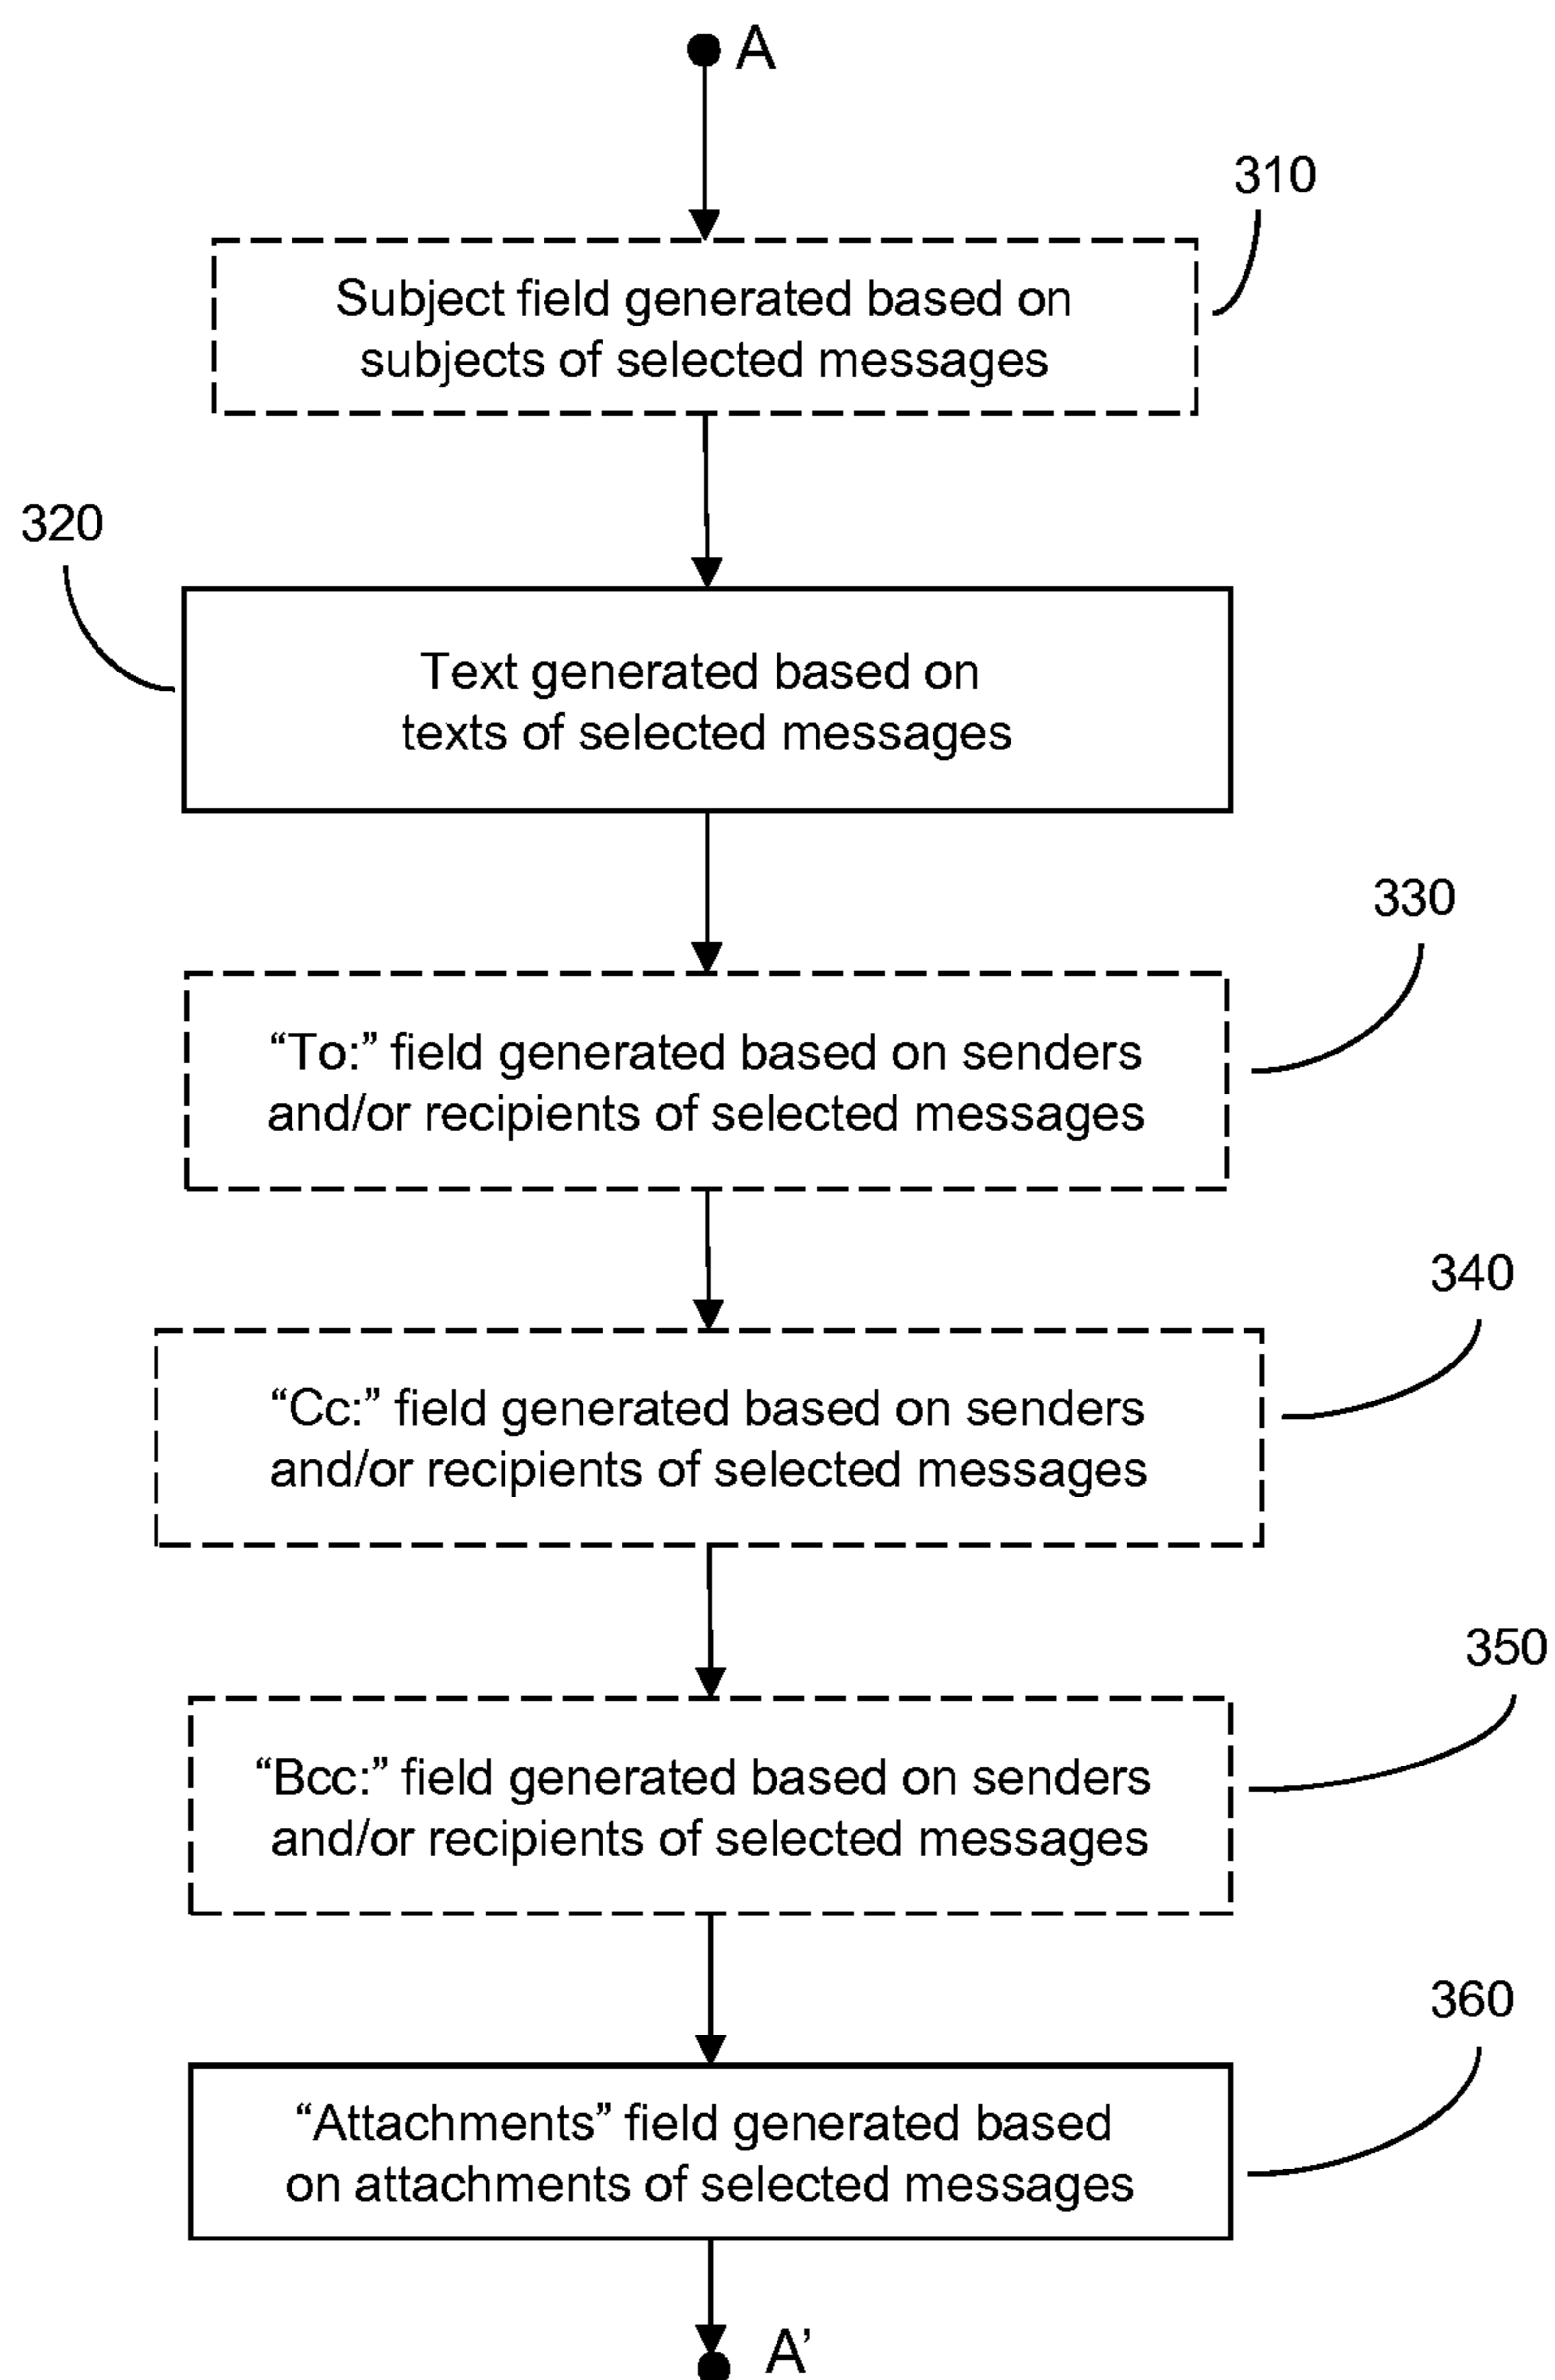 A
310
Subject field generated based on
subjects of selected messages
320
Text generated based on
texts of selected messages
330
“To:” field generated based on senders
and/or recipients of selected messages
340
“Cc:” field generated based on senders
and/or recipients of selected messages
350
“Bcc:” field generated based on senders
and/or recipients of selected messages
360
“Attachments” field generated based
on attachments of selected messages
A’